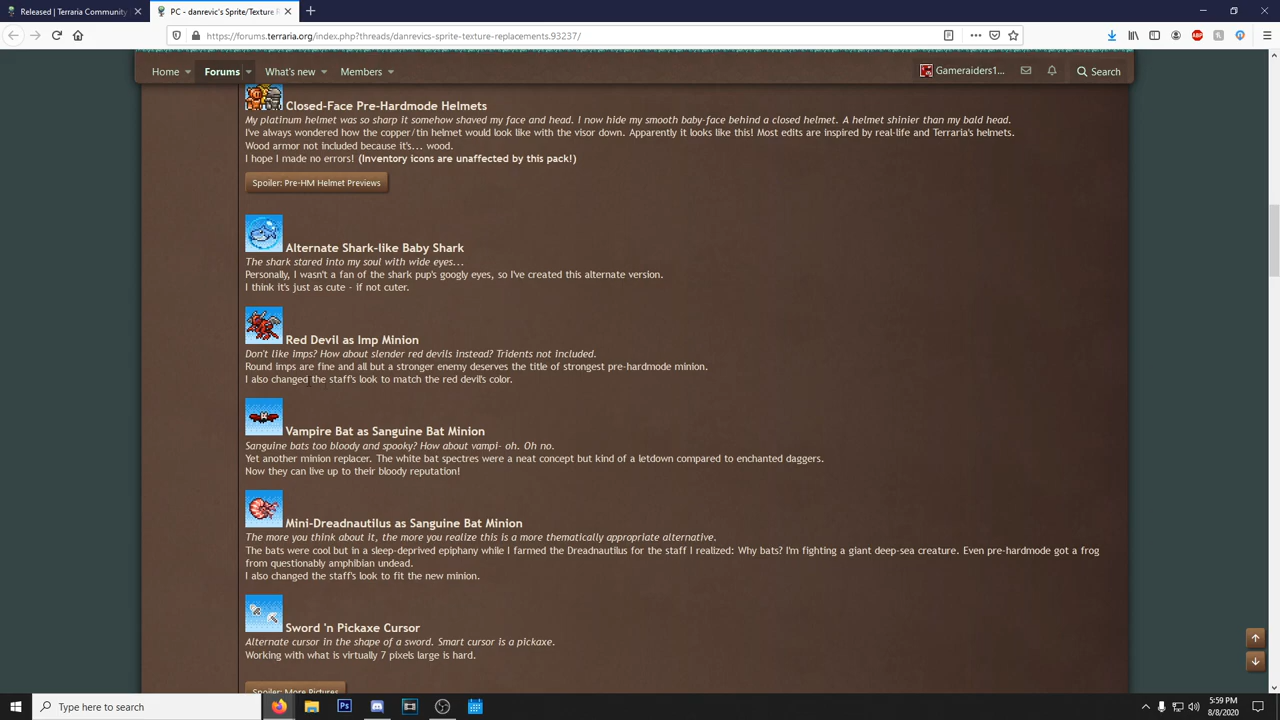 Released | Terraria Community
PC - danrevic's Sprite/Texture
https://forums.terraria.org/index.php?threads/danrevics-sprite-texture-replacements.93237/
Home
Forums
What's new
Members
Gameraiders1...
Search
Closed-Face Pre-Hardmode Helmets
My platinum helmet was so sharp it somehow shaved my face and head. I now hide my smooth baby-face behind a closed helmet. A helmet shinier than my bald head.
I've always wondered how the copper/tin helmet would look like with the visor down. Apparently it looks like this! Most edits are inspired by real-life and Terraria's helmets.
Wood armor not included because it's... wood.
I hope I made no errors! (Inventory icons are unaffected by this pack!)
Spoiler: Pre-HM Helmet Previews
Alternate Shark-like Baby Shark
The shark stared into my soul with wide eyes...
Personally, I wasn't a fan of the shark pup's googly eyes, so I've created this alternate version.
I think it's just as cute - if not cuter.
Red Devil as Imp Minion
Don't like imps? How about slender red devils instead? Tridents not included.
Round imps are fine and all but a stronger enemy deserves the title of strongest pre-hardmode minion.
I also changed the staff's look to match the red devil's color.
Vampire Bat as Sanguine Bat Minion
Sanguine bats too bloody and spooky? How about vampi- oh. Oh no.
Yet another minion replacer. The white bat spectres were a neat concept but kind of a letdown compared to enchanted daggers.
Now they can live up to their bloody reputation!
Mini-Dreadnautilus as Sanguine Bat Minion
The more you think about it, the more you realize this is a more thematically appropriate alternative.
The bats were cool but in a sleep-deprived epiphany while I farmed the Dreadnautilus for the staff I realized: Why bats? I'm fighting a giant deep-sea creature. Even pre-hardmode got a frog
from questionably amphibian undead.
I also changed the staff's look to fit the new minion.
Sword 'n Pickaxe Cursor
Alternate cursor in the shape of a sword. Smart cursor is a pickaxe.
Working with what is virtually 7 pixels large is hard.
Spoiler: More Pictures
Type here to search
5:59 PM
8/8/2020